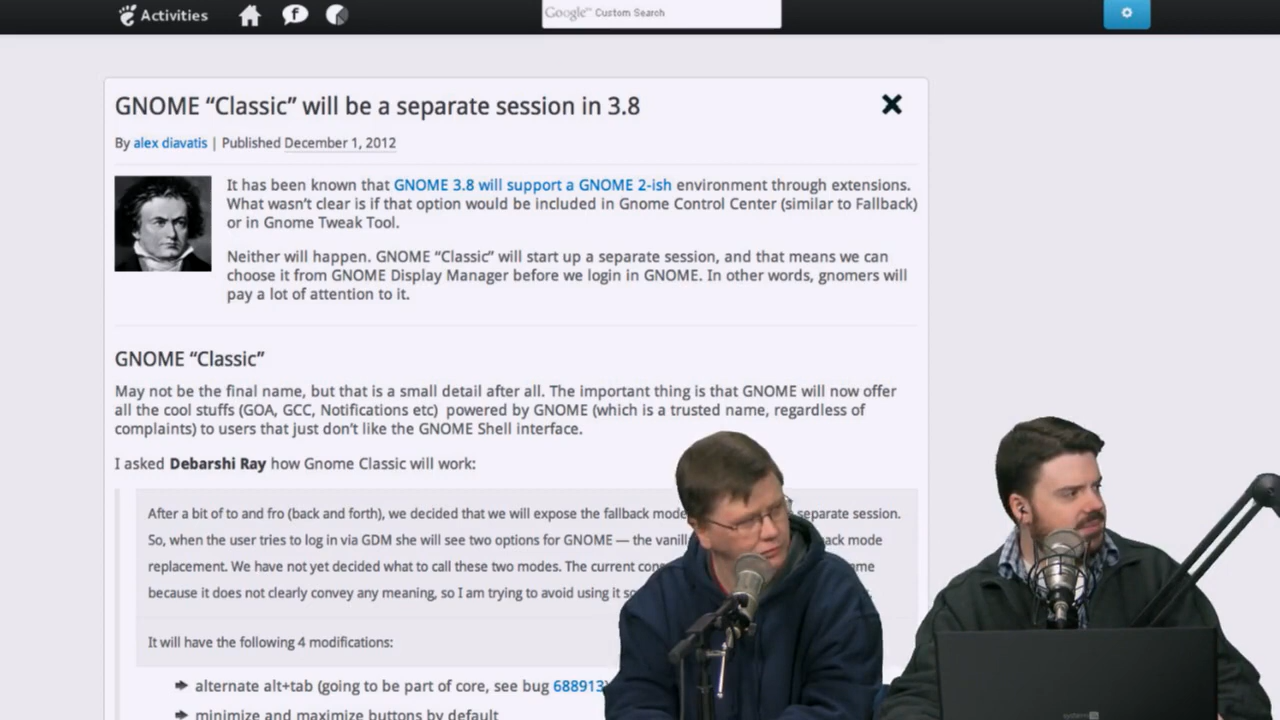 Activities
Google™ Custom Search
GNOME “Classic” will be a separate session in 3.8
By alex diavatis | Published December 1, 2012
It has been known that GNOME 3.8 will support a GNOME 2-ish environment through extensions.
What wasn’t clear is if that option would be included in Gnome Control Center (similar to Fallback)
or in Gnome Tweak Tool.
Neither will happen. GNOME “Classic” will start up a separate session, and that means we can
choose it from GNOME Display Manager before we login in GNOME. In other words, gnomers will
pay a lot of attention to it.
GNOME “Classic”
May not be the final name, but that is a small detail after all. The important thing is that GNOME will now offer
all the cool stuffs (GOA, GCC, Notifications etc) powered by GNOME (which is a trusted name, regardless of
complaints) to users that just don’t like the GNOME Shell interface.
I asked Debarshi Ray how Gnome Classic will work:
After a bit of to and fro (back and forth), we decided that we will expose the fallback mode separate session.
So, when the user tries to log in via GDM she will see two options for GNOME — the mode
replacement. We have not yet decided what to call these two modes. The current
because it does not clearly convey any meaning, so I am trying to avoid using it
It will have the following 4 modifications:
alternate alt+tab (going to be part of core, see bug 688913)
minimize and maximize buttons by default